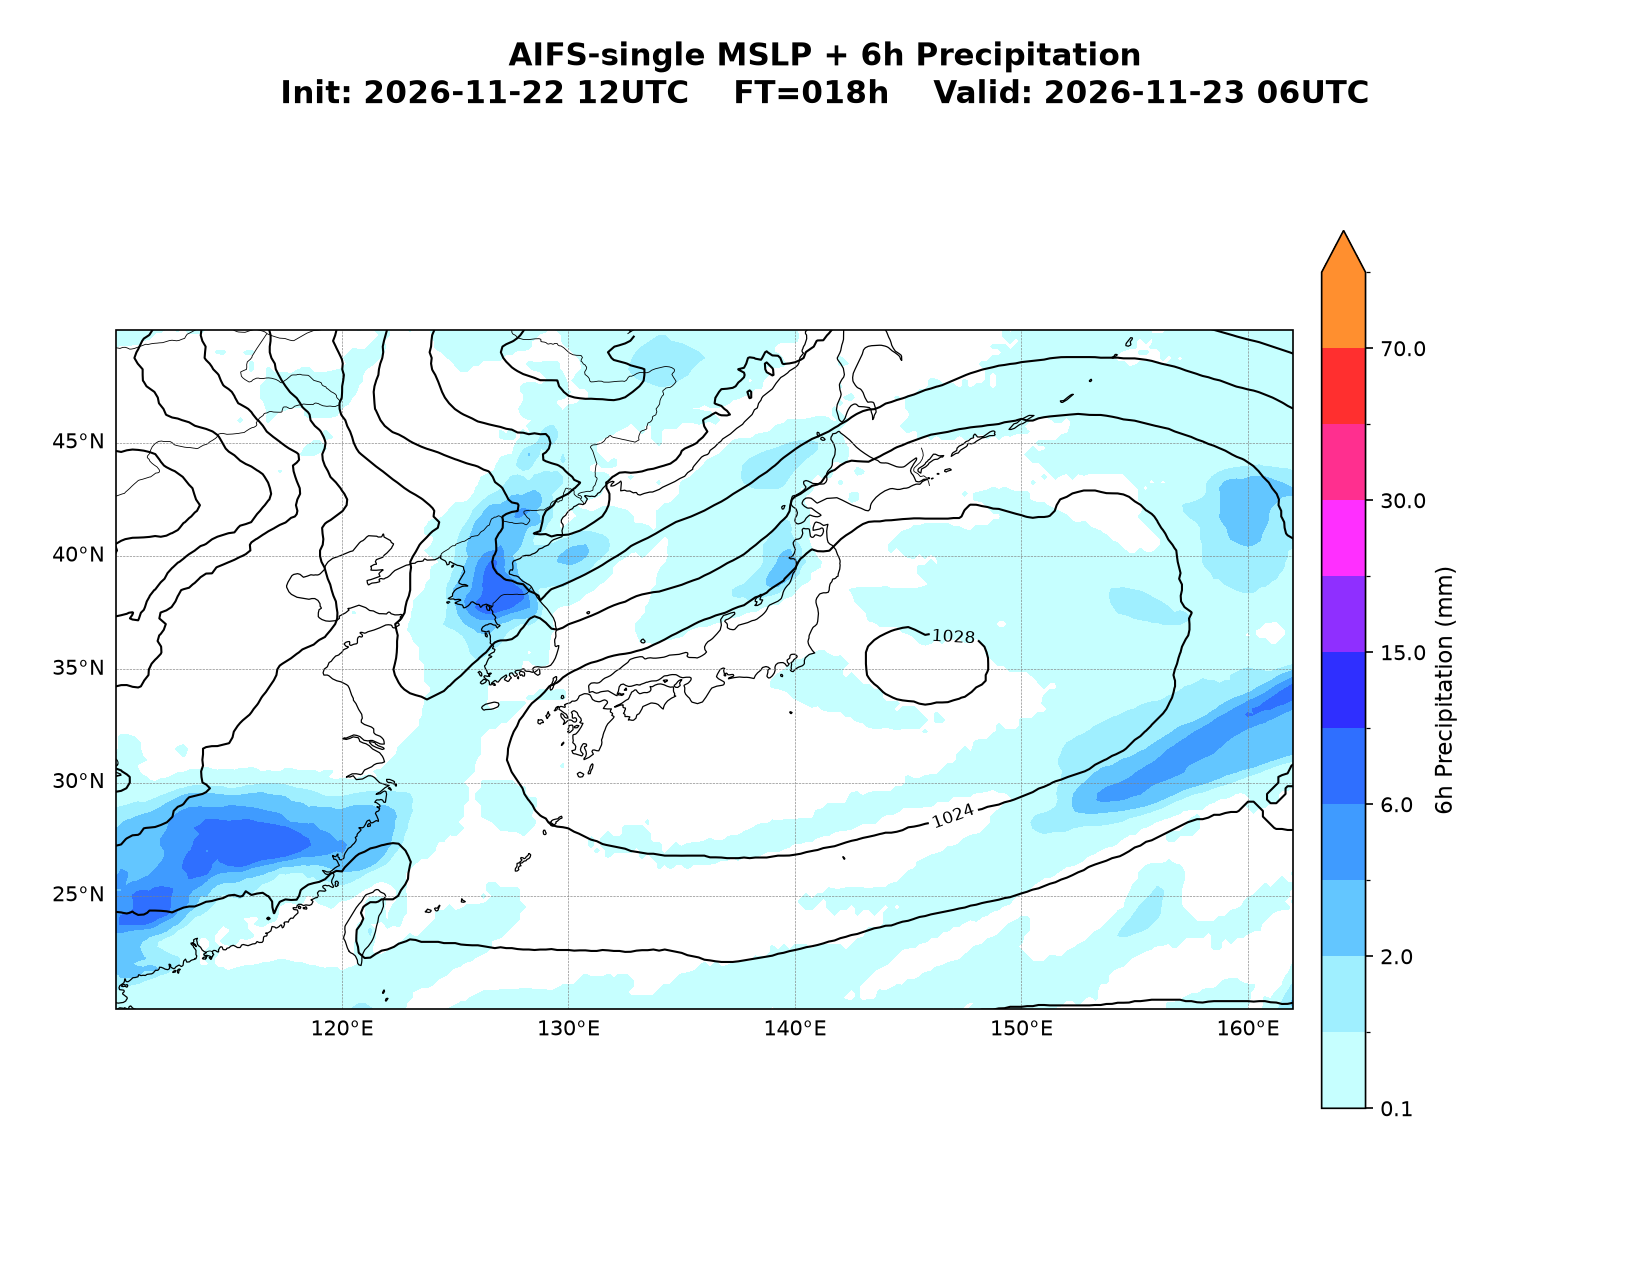 AIFS-single MSLP + 6h Precipitation
Init: 2026-11-22 12UTC    FT=018h    Valid: 2026-11-23 06UTC
70.0
30.0
15.0
6.0
2.0
0.1
6h Precipitation (mm)
45°N
40°N
35°N
30°N
25°N
1028
1024
120°E
130°E
140°E
150°E
160°E